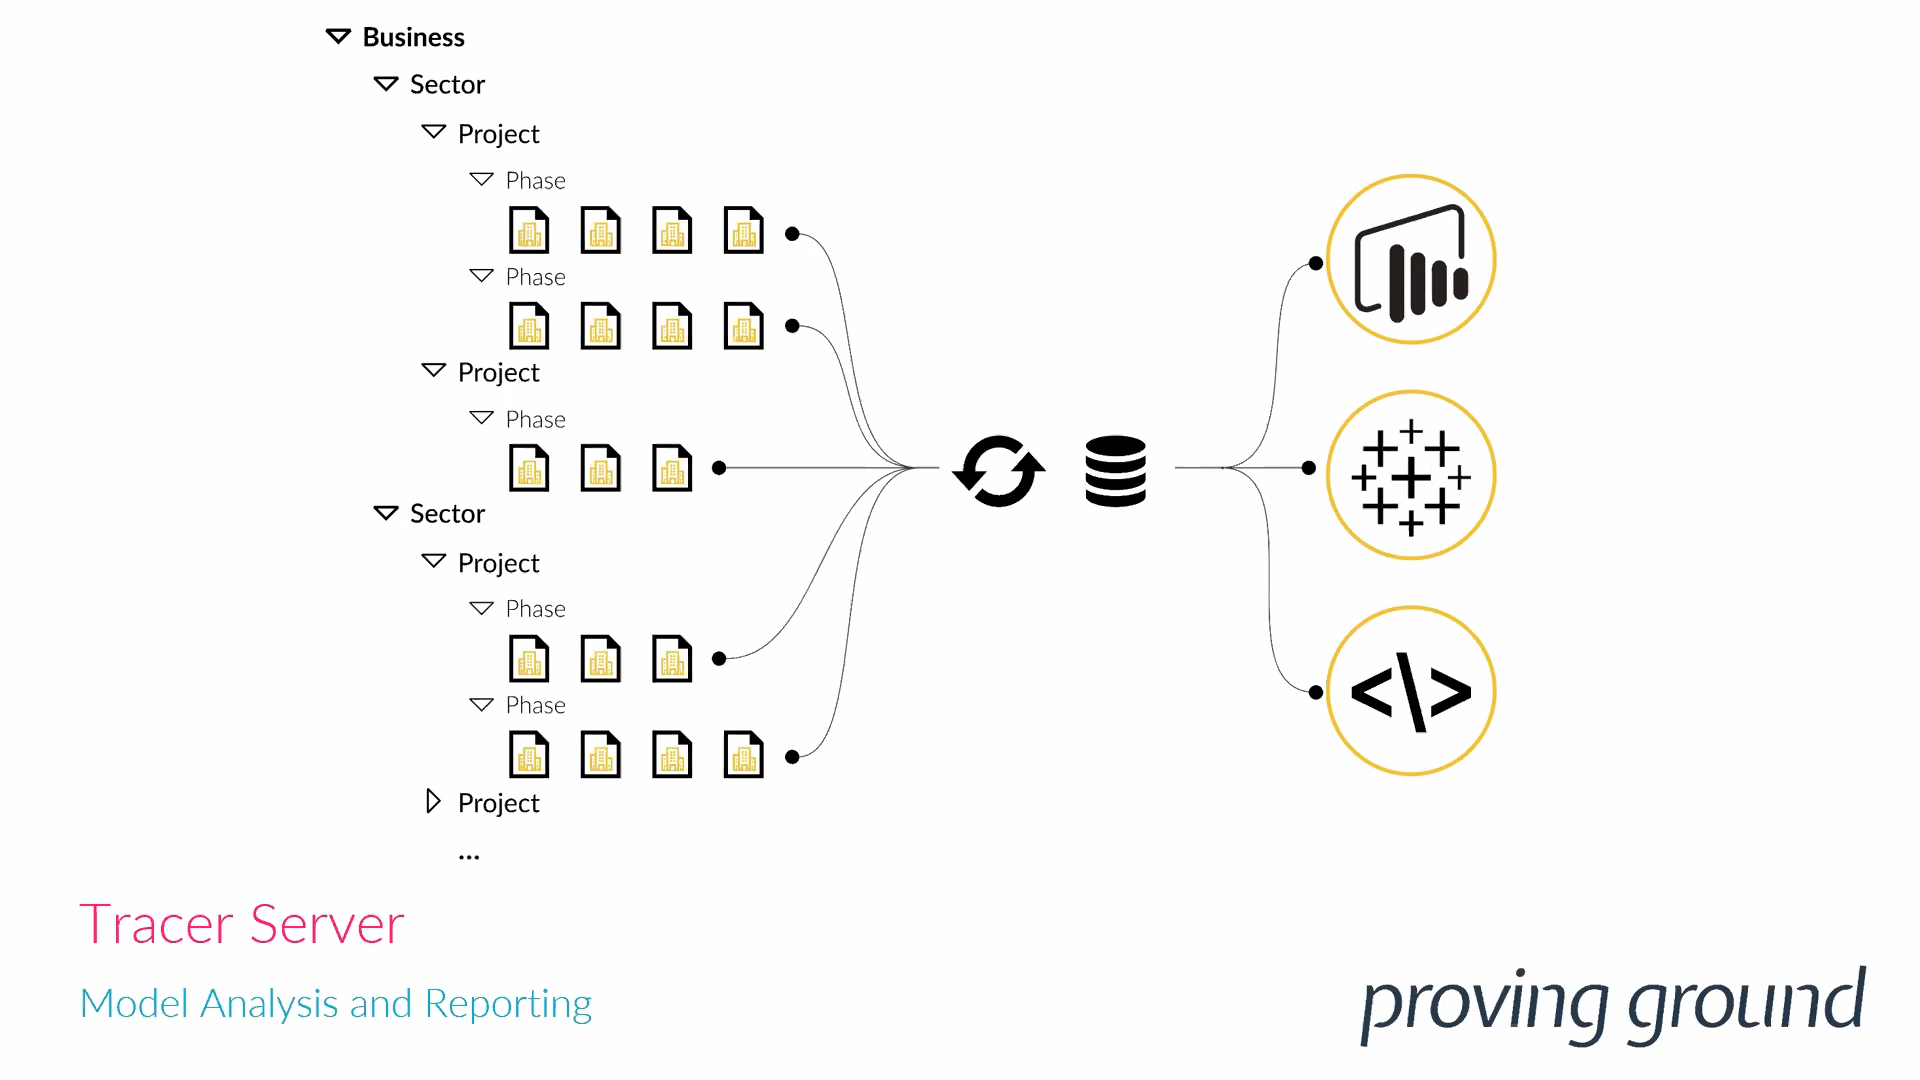 Business
Sector
Project
Phase
Phase
Project
Phase
Sector
Project
Phase
Phase
Project
...
Tracer Server
Model Analysis and Reporting
proving ground